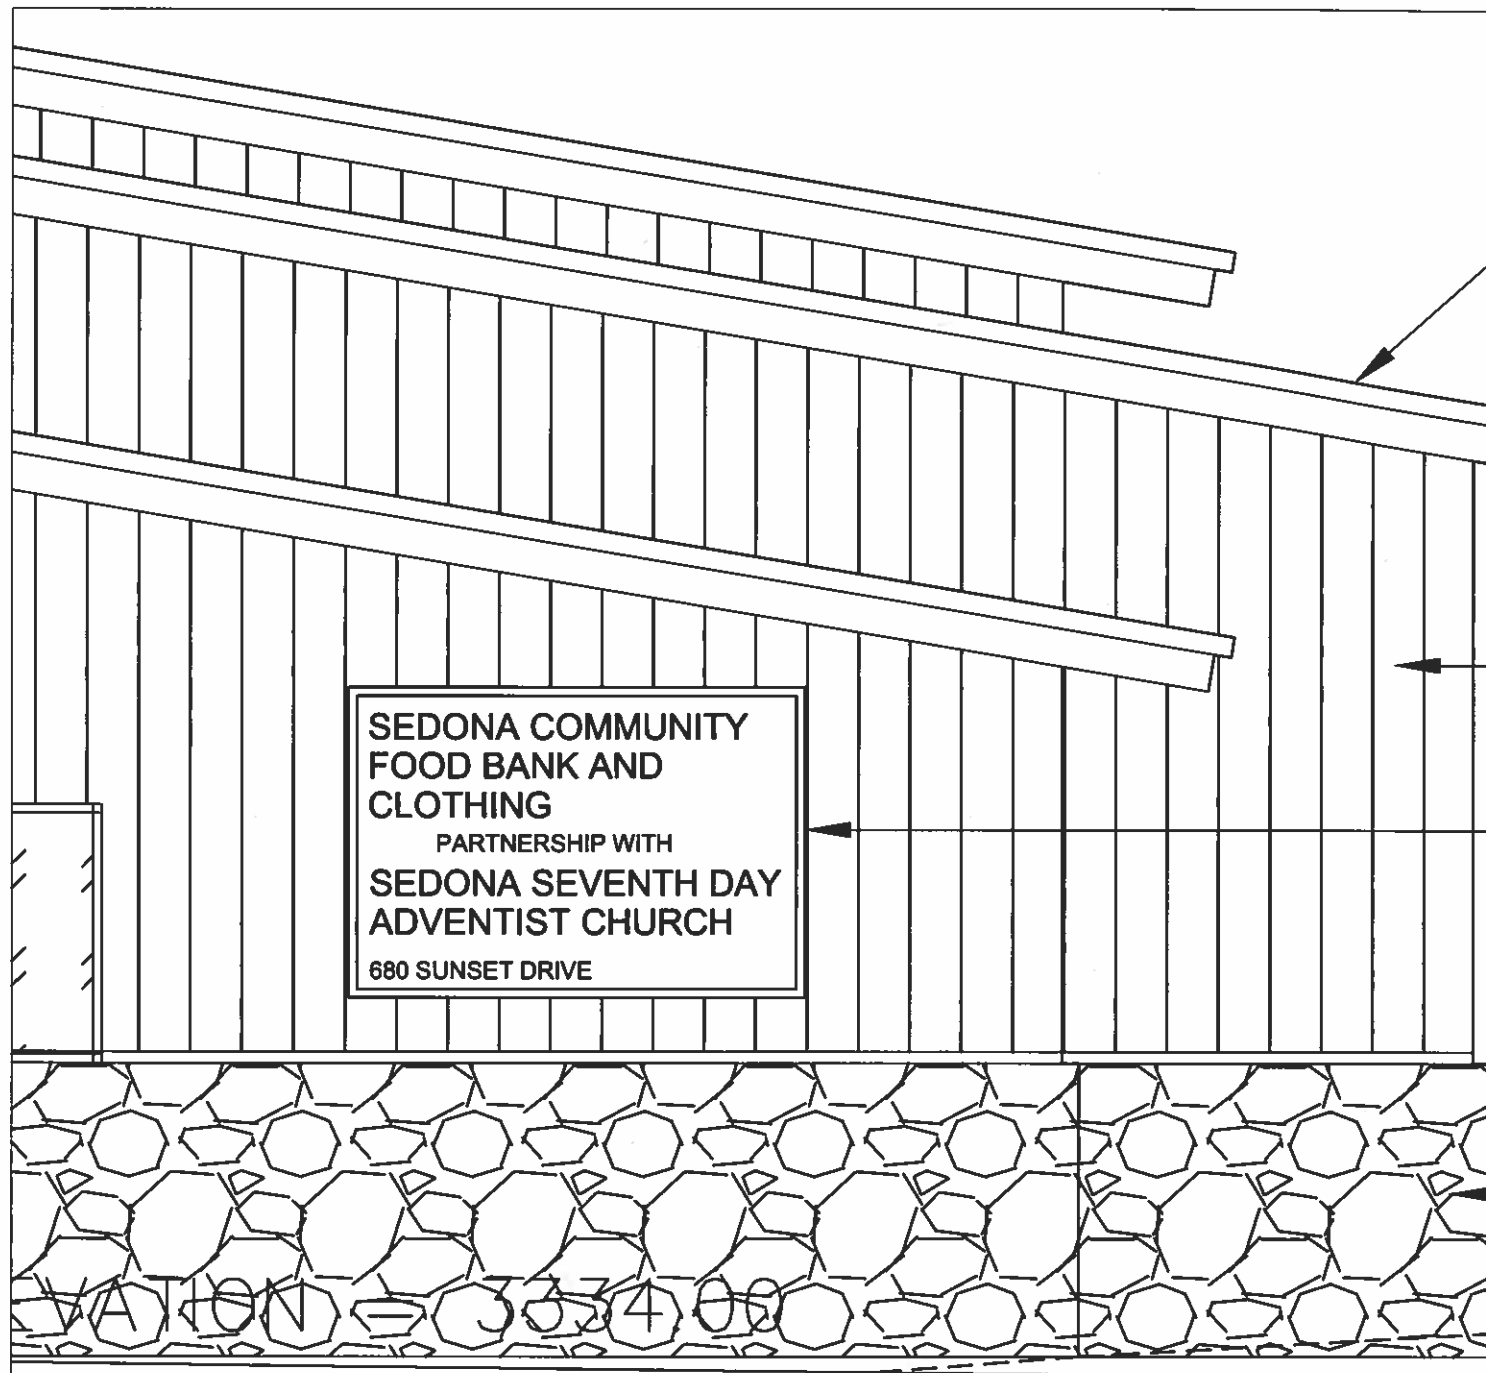 SEDONA COMMUNITY
FOOD BANK AND
CLOTHING
PARTNERSHIP WITH
SEDONA SEVENTH DAY
ADVENTIST CHURCH
680 SUNSET DRIVE
VATION = 3334.00